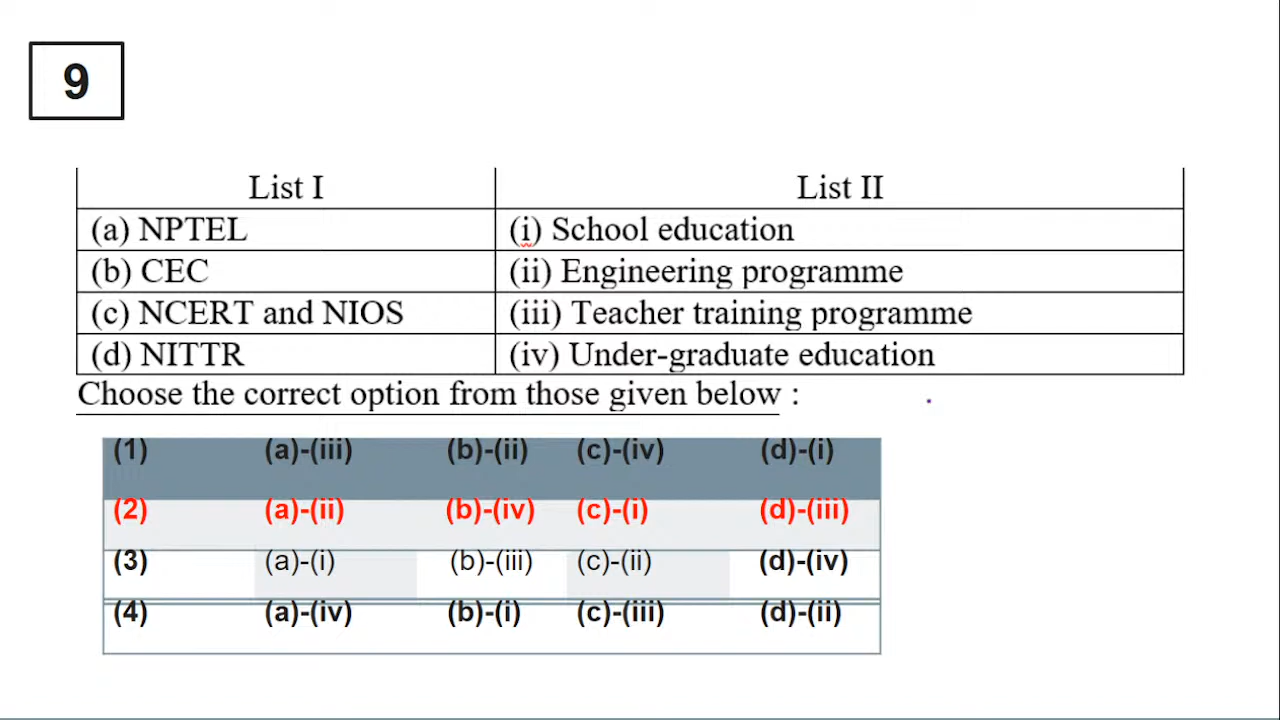 9
List I List II
(a) NPTEL (i) School education
(b) CEC (ii) Engineering programme
(c) NCERT and NIOS (iii) Teacher training programme
(d) NITTR (iv) Under-graduate education
Choose the correct option from those given below :
(1) (a)-(iii) (b)-(ii) (c)-(iv) (d)-(i)
(2) (a)-(ii) (b)-(iv) (c)-(i) (d)-(iii)
(3) (a)-(i) (b)-(iii) (c)-(ii) (d)-(iv)
(4) (a)-(iv) (b)-(i) (c)-(iii) (d)-(ii)